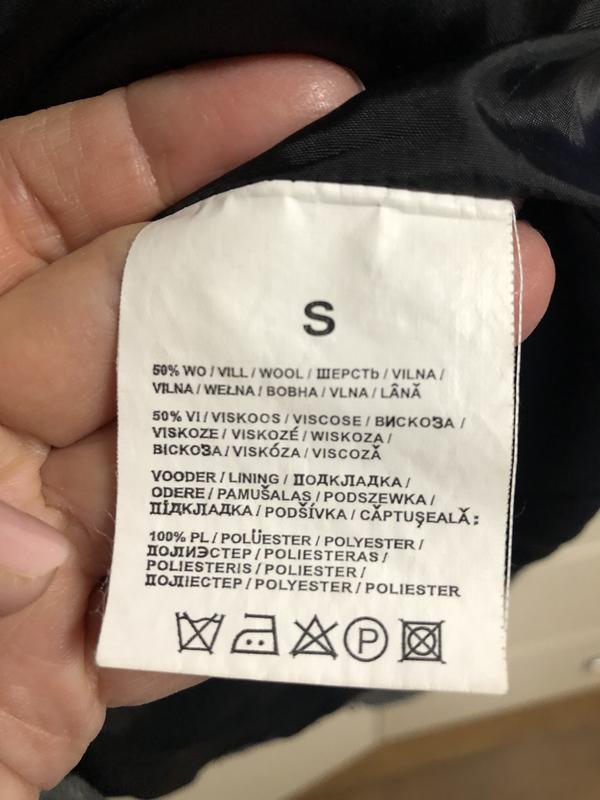 S
50% WO / VILL / WOOL / ШЕРСТЬ / VILNA /
VILNA / WEŁNA / ВОВНА / VLNA / LÂNĂ
50% VI / VISKOOS / VISCOSE / ВИСКОЗА /
VISKOZE / VISKOZÉ / WISKOZA /
ВІСКОЗА / VISKÓZA / VISCOZĂ
VOODER / LINING / ПОДКЛАДКА /
ODERE / PAMUŠALAS / PODSZEWKA /
ПІДКЛАДКА / PODŠÍVKA / CĂPTUȘEALĂ:
100% PL / POLÜESTER / POLYESTER /
ПОЛИЭСТЕР / POLIESTERAS /
POLIESTERIS / POLIESTER /
ПОЛІЕСТЕР / POLYESTER / POLIESTER
P